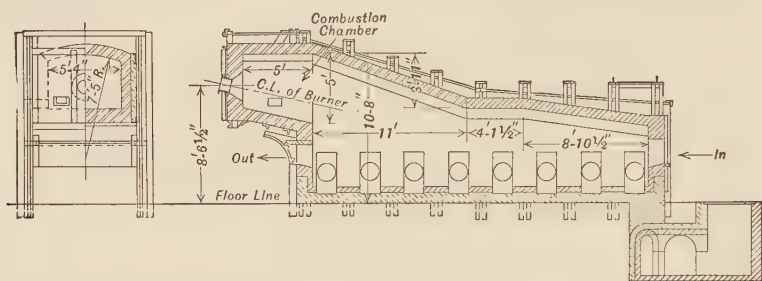 Combustion
Chamber
5'-4"
7'-5" R.
8'-6½"
5'
5'
C.L. of Burner
10-8"
11'
4'-1½"
8'-10½"
Out
In
Floor Line